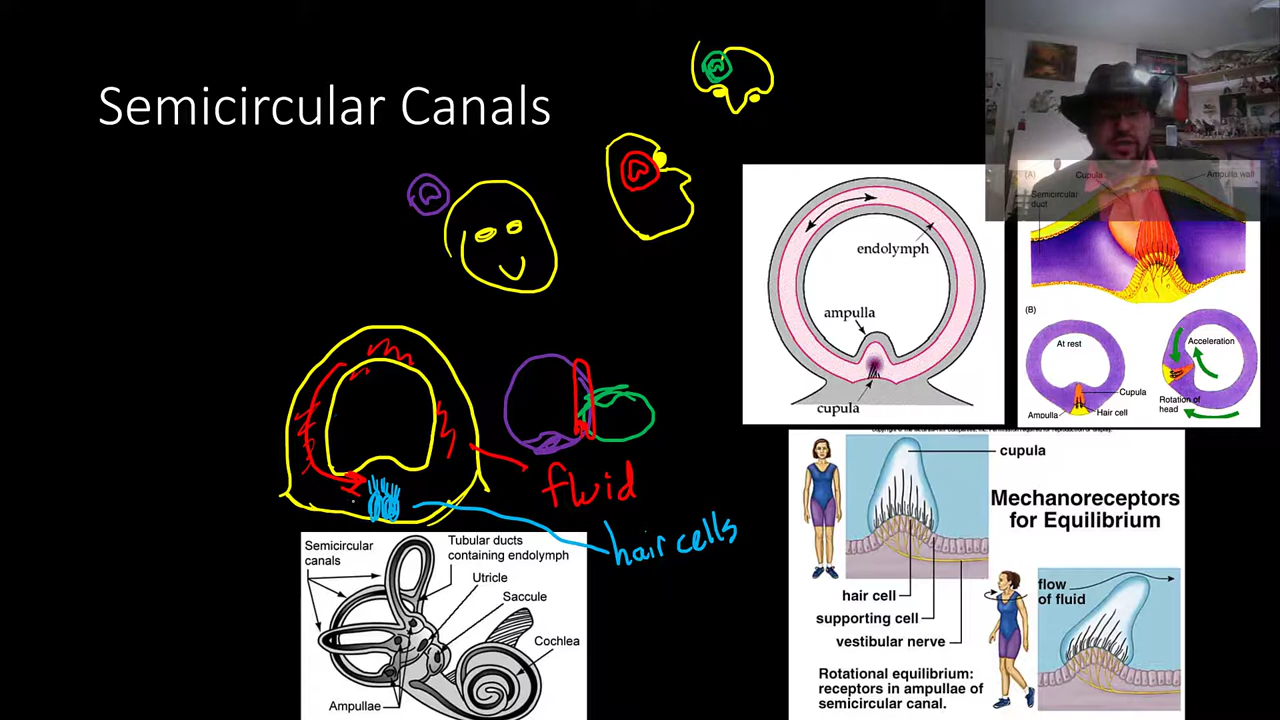 Semicircular Canals
fluid
hair cells
endolymph
ampulla
cupula
(A)
Cupula
Ampulla wall
Semicircular
duct
(B)
At rest
Acceleration
Cupula
Rotation of
head
Ampulla
Hair cell
Semicircular
canals
Tubular ducts
containing endolymph
Utricle
Saccule
Cochlea
Ampullae
cupula
Mechanoreceptors
for Equilibrium
hair cell
supporting cell
vestibular nerve
flow
of fluid
Rotational equilibrium:
receptors in ampullae of
semicircular canal.